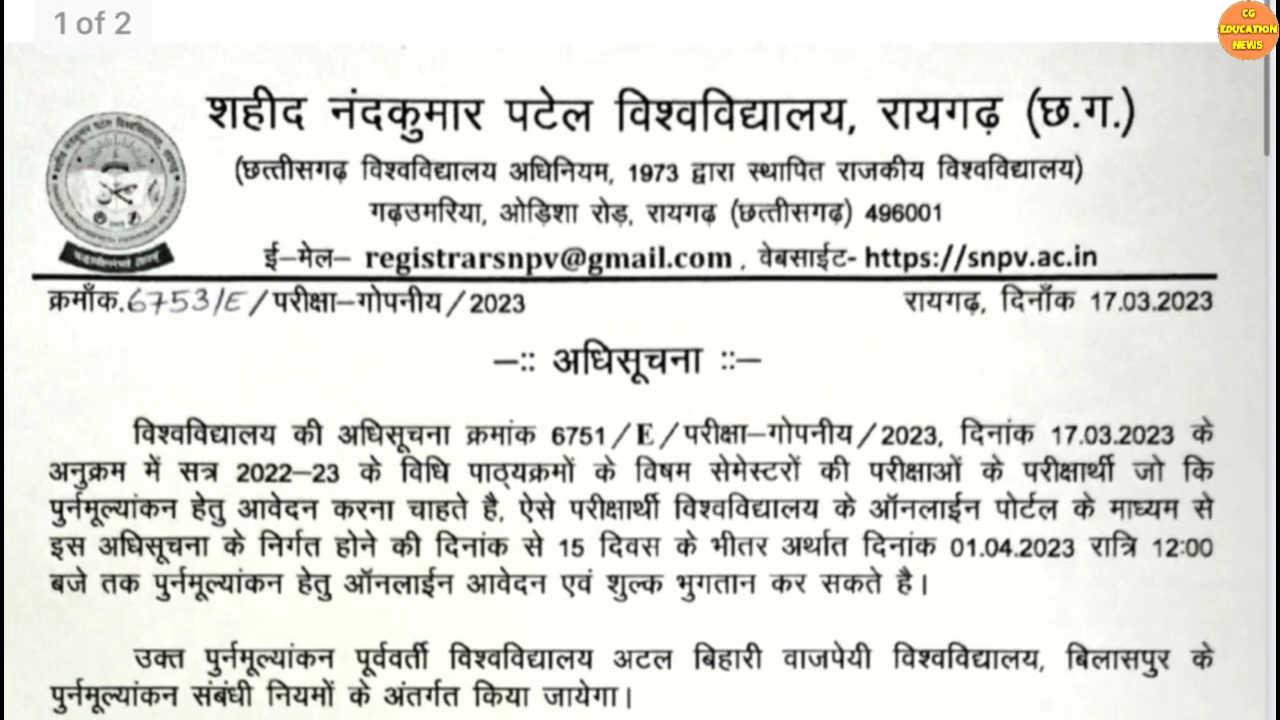 1 of 2
CG
EDUCATION
NEWS
शहीद नंदकुमार पटेल विश्वविद्यालय, रायगढ़ (छ.ग.)
(छत्तीसगढ़ विश्वविद्यालय अधिनियम, 1973 द्वारा स्थापित राजकीय विश्वविद्यालय)
गढ़उमरिया, ओड़िशा रोड़, रायगढ़ (छत्तीसगढ़) 496001
ई–मेल– registrarsnpv@gmail.com , वेबसाईट- https://snpv.ac.in
क्रमाँक.6753/E/परीक्षा–गोपनीय/2023 रायगढ़, दिनाँक 17.03.2023
–:: अधिसूचना ::–
विश्वविद्यालय की अधिसूचना क्रमांक 6751/E/परीक्षा–गोपनीय/2023, दिनांक 17.03.2023 के
अनुक्रम में सत्र 2022–23 के विधि पाठ्यक्रमों के विषम सेमेस्टरों की परीक्षाओं के परीक्षार्थी जो कि
पुर्नमूल्यांकन हेतु आवेदन करना चाहते है, ऐसे परीक्षार्थी विश्वविद्यालय के ऑनलाईन पोर्टल के माध्यम से
इस अधिसूचना के निर्गत होने की दिनांक से 15 दिवस के भीतर अर्थात दिनांक 01.04.2023 रात्रि 12:00
बजे तक पुर्नमूल्यांकन हेतु ऑनलाईन आवेदन एवं शुल्क भुगतान कर सकते है।
उक्त पुर्नमूल्यांकन पूर्ववर्ती विश्वविद्यालय अटल बिहारी वाजपेयी विश्वविद्यालय, बिलासपुर के
पुर्नमूल्यांकन संबंधी नियमों के अंतर्गत किया जायेगा।